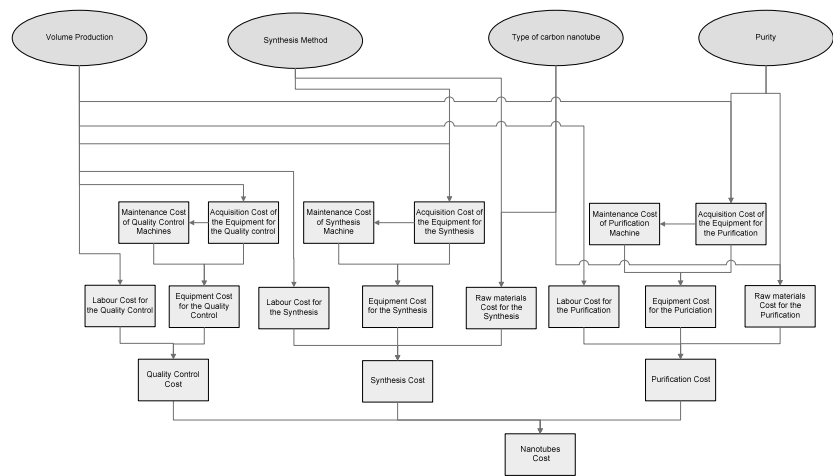 Volume Production
Synthesis Method
Type of carbon nanotube
Purity
Maintenance Cost
of Quality Control
Machines
Acquisition Cost of
the Equipment for
the Quality control
Maintenance Cost
of Synthesis
Machine
Acquisition Cost of
the Equipment for
the Synthesis
Maintenance Cost
of Purification
Machine
Acquisition Cost of
the Equipment for
the Purification
Labour Cost for
the Quality Control
Equipment Cost
for the Quality
Control
Labour Cost for
the Synthesis
Equipment Cost
for the Synthesis
Raw materials
Cost for the
Synthesis
Labour Cost for
the Purification
Equipment Cost
for the Puriciation
Raw materials
Cost for the
Purification
Quality Control
Cost
Synthesis Cost
Purification Cost
Nanotubes
Cost